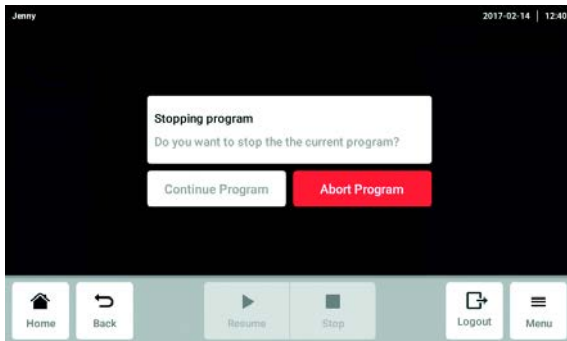 Jenny 2017-02-14 | 12:40
Stopping program
Do you want to stop the the current program?
Continue Program Abort Program
Home Back Resume Stop Logout Menu